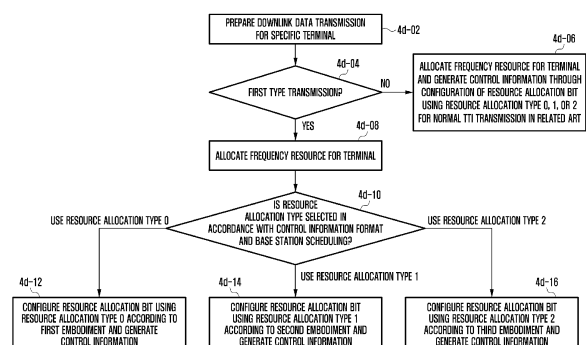 PREPARE DOWNLINK DATA TRANSMISSION
FOR SPECIFIC TERMINAL
4d-02
4d-04
FIRST TYPE TRANSMISSION?
NO
4d-06
ALLOCATE FREQUENCY RESOURCE FOR TERMINAL
AND GENERATE CONTROL INFORMATION THROUGH
CONFIGURATION OF RESOURCE ALLOCATION BIT
USING RESOURCE ALLOCATION TYPE 0, 1, OR 2
FOR NORMAL TTI TRANSMISSION IN RELATED ART
YES
4d-08
ALLOCATE FREQUENCY RESOURCE FOR TERMINAL
4d-10
IS RESOURCE
ALLOCATION TYPE SELECTED IN
ACCORDANCE WITH CONTROL INFORMATION FORMAT
AND BASE STATION SCHEDULING?
USE RESOURCE ALLOCATION TYPE 0
USE RESOURCE ALLOCATION TYPE 2
USE RESOURCE ALLOCATION TYPE 1
4d-12
CONFIGURE RESOURCE ALLOCATION BIT USING
RESOURCE ALLOCATION TYPE 0 ACCORDING TO
FIRST EMBODIMENT AND GENERATE
CONTROL INFORMATION
4d-14
CONFIGURE RESOURCE ALLOCATION BIT
USING RESOURCE ALLOCATION TYPE 1
ACCORDING TO SECOND EMBODIMENT AND
GENERATE CONTROL INFORMATION
4d-16
CONFIGURE RESOURCE ALLOCATION BIT
USING RESOURCE ALLOCATION TYPE 2
ACCORDING TO THIRD EMBODIMENT AND
GENERATE CONTROL INFORMATION